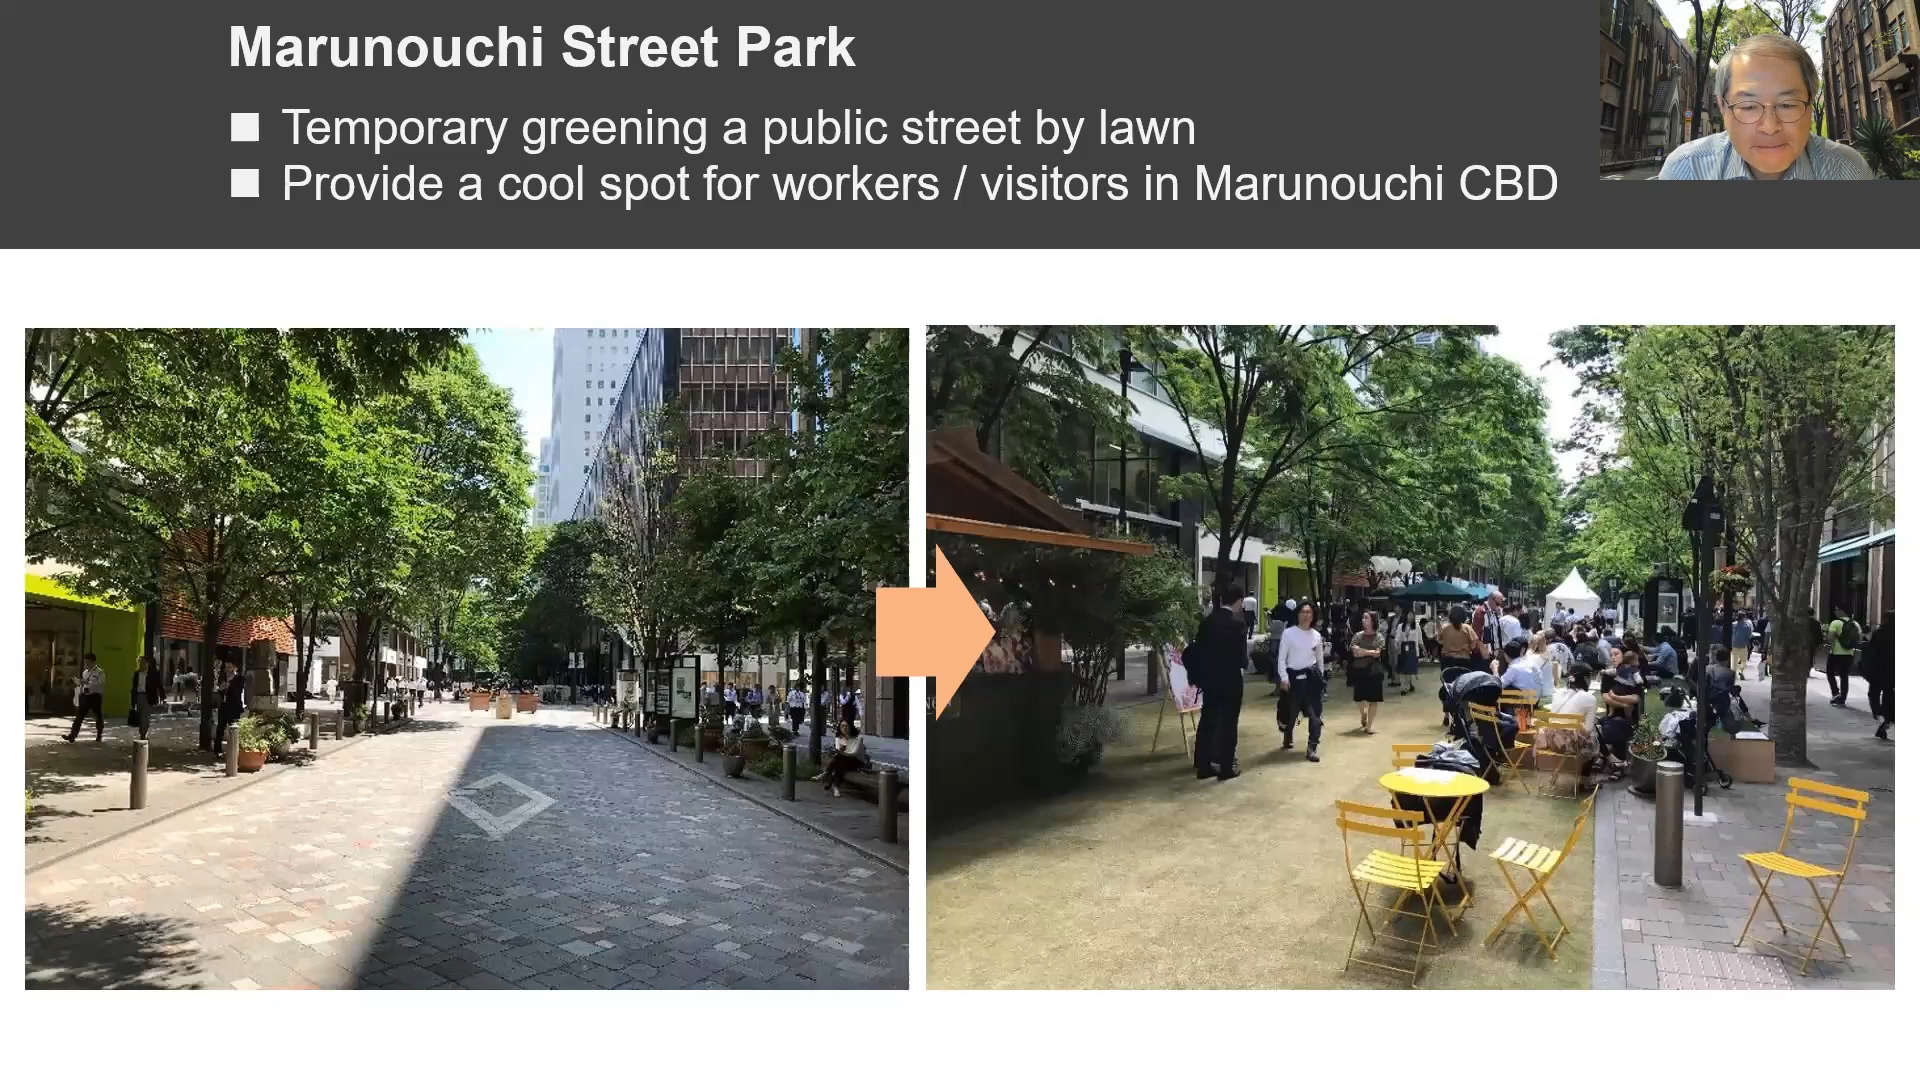 Marunouchi Street Park
Temporary greening a public street by lawn
Provide a cool spot for workers / visitors in Marunouchi CBD